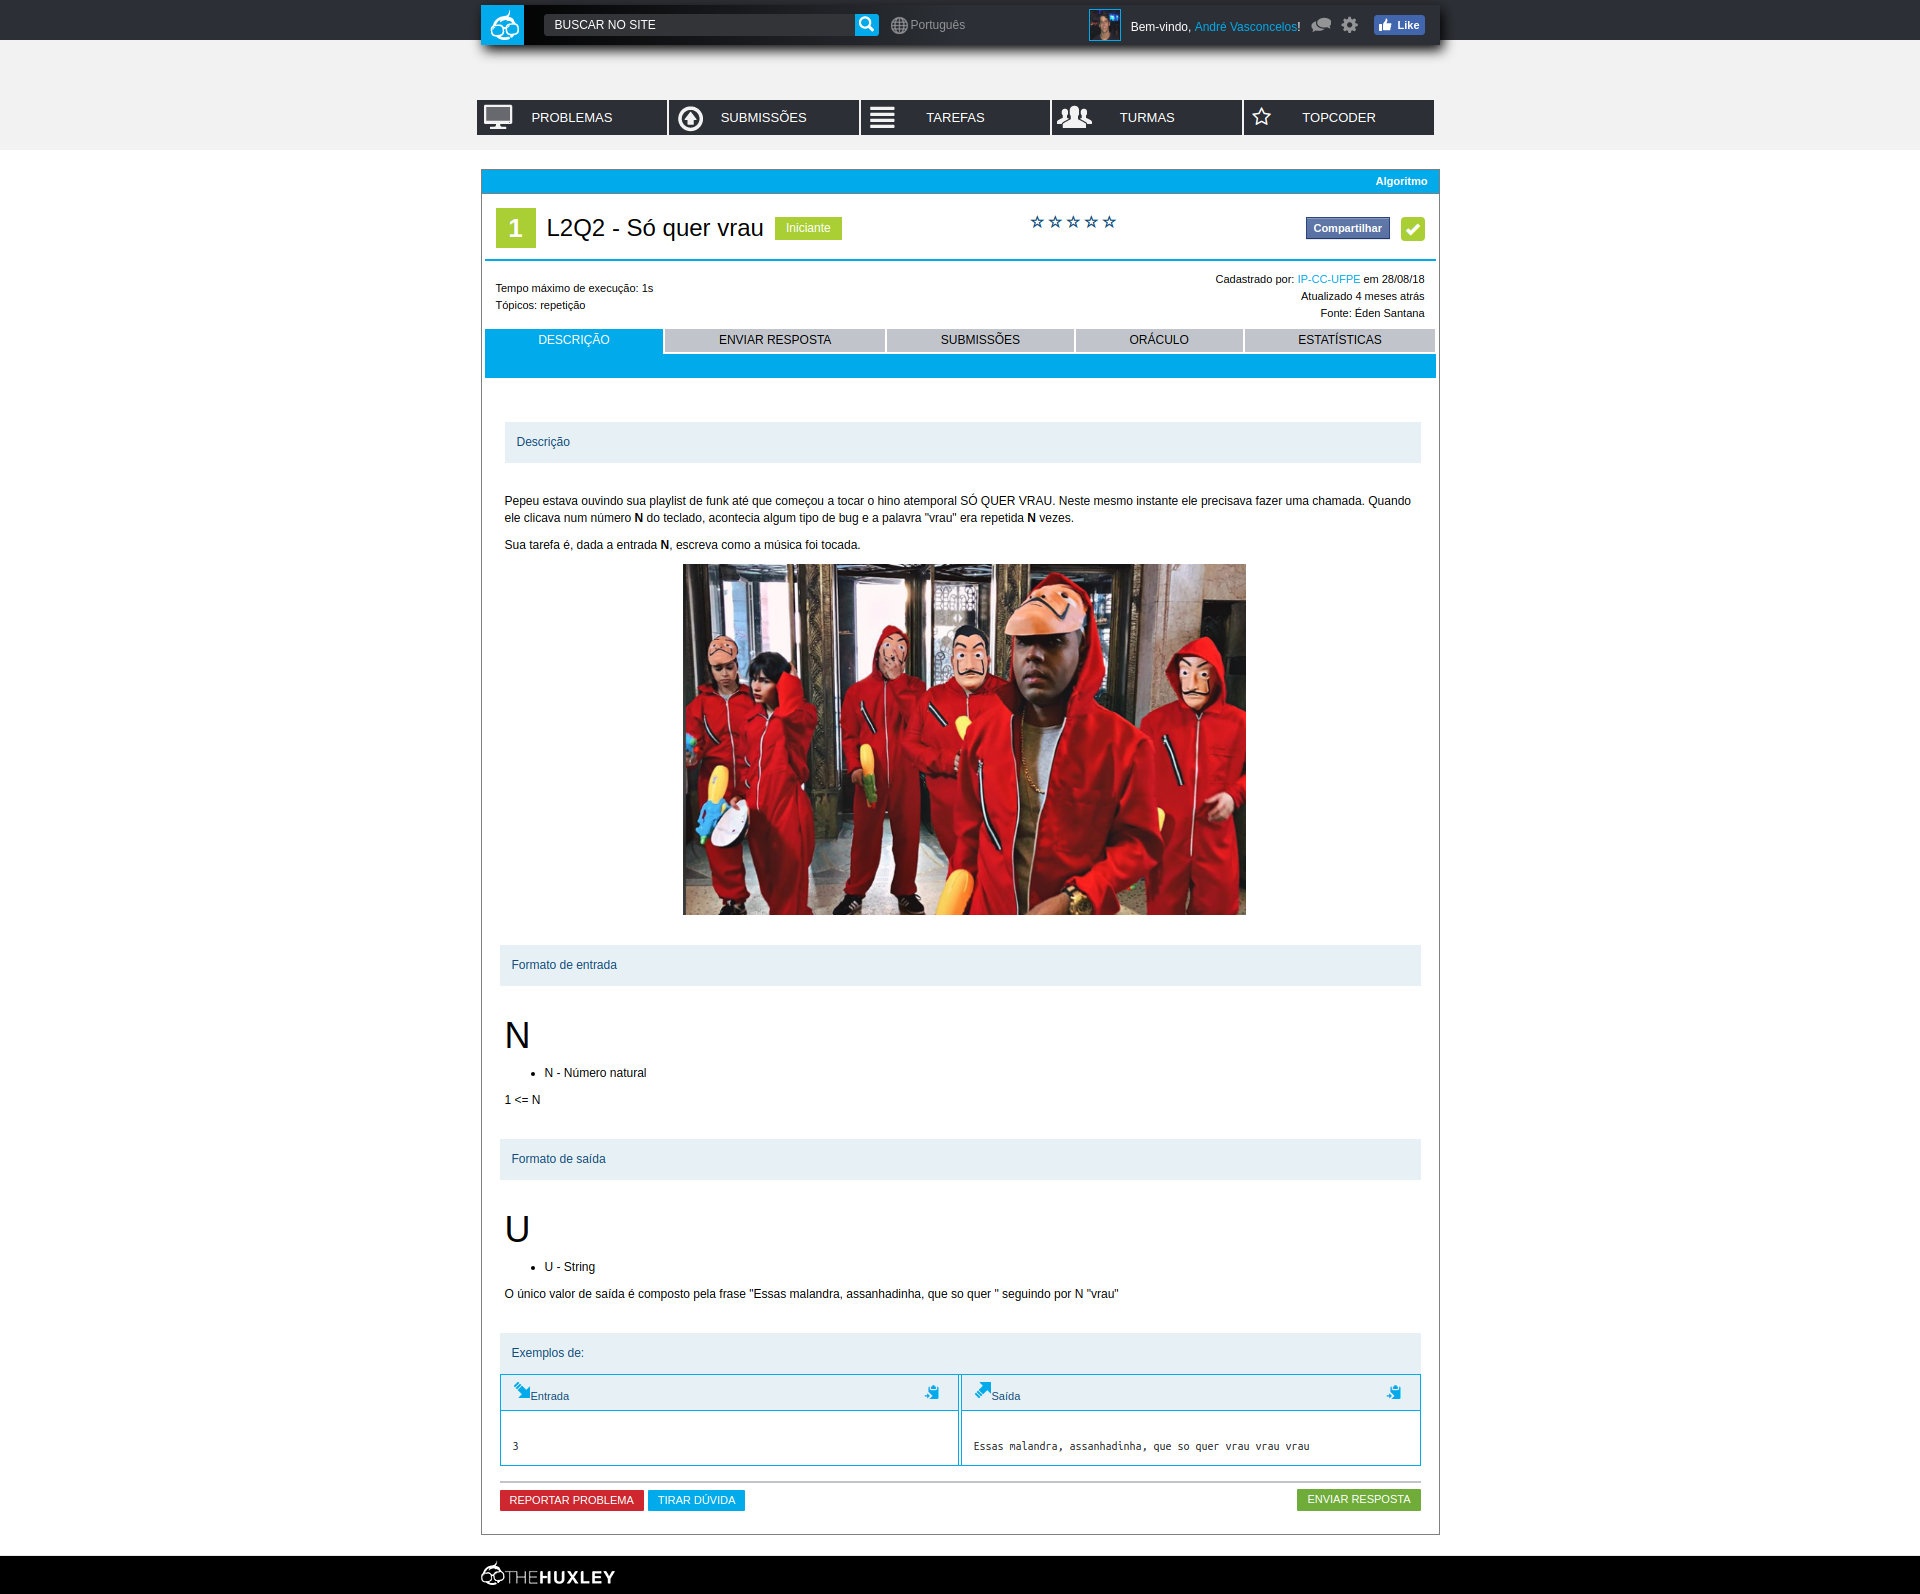 BUSCAR NO SITE
Português
Bem-vindo, André Vasconcelos!
Like
PROBLEMAS
SUBMISSÕES
TAREFAS
TURMAS
TOPCODER
Algoritmo
1
L2Q2 - Só quer vrau
Iniciante
Compartilhar
Tempo máximo de execução: 1s
Tópicos: repetição
Cadastrado por: IP-CC-UFPE em 28/08/18
Atualizado 4 meses atrás
Fonte: Éden Santana
DESCRIÇÃO
ENVIAR RESPOSTA
SUBMISSÕES
ORÁCULO
ESTATÍSTICAS
Descrição
Pepeu estava ouvindo sua playlist de funk até que começou a tocar o hino atemporal SÓ QUER VRAU. Neste mesmo instante ele precisava fazer uma chamada. Quando
ele clicava num número N do teclado, acontecia algum tipo de bug e a palavra "vrau" era repetida N vezes.
Sua tarefa é, dada a entrada N, escreva como a música foi tocada.
Formato de entrada
N
• N - Número natural
1 <= N
Formato de saída
U
• U - String
O único valor de saída é composto pela frase "Essas malandra, assanhadinha, que so quer " seguindo por N "vrau"
Exemplos de:
Entrada
Saída
3
Essas malandra, assanhadinha, que so quer vrau vrau vrau
REPORTAR PROBLEMA
TIRAR DÚVIDA
ENVIAR RESPOSTA
THEHUXLEY